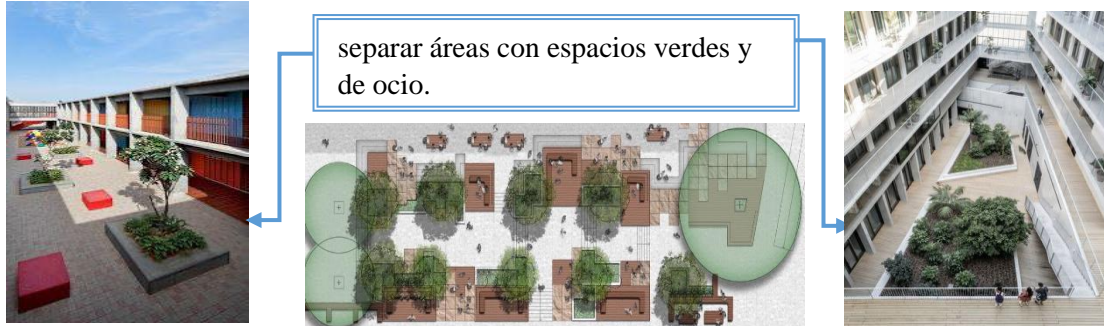 separar áreas con espacios verdes y
de ocio.